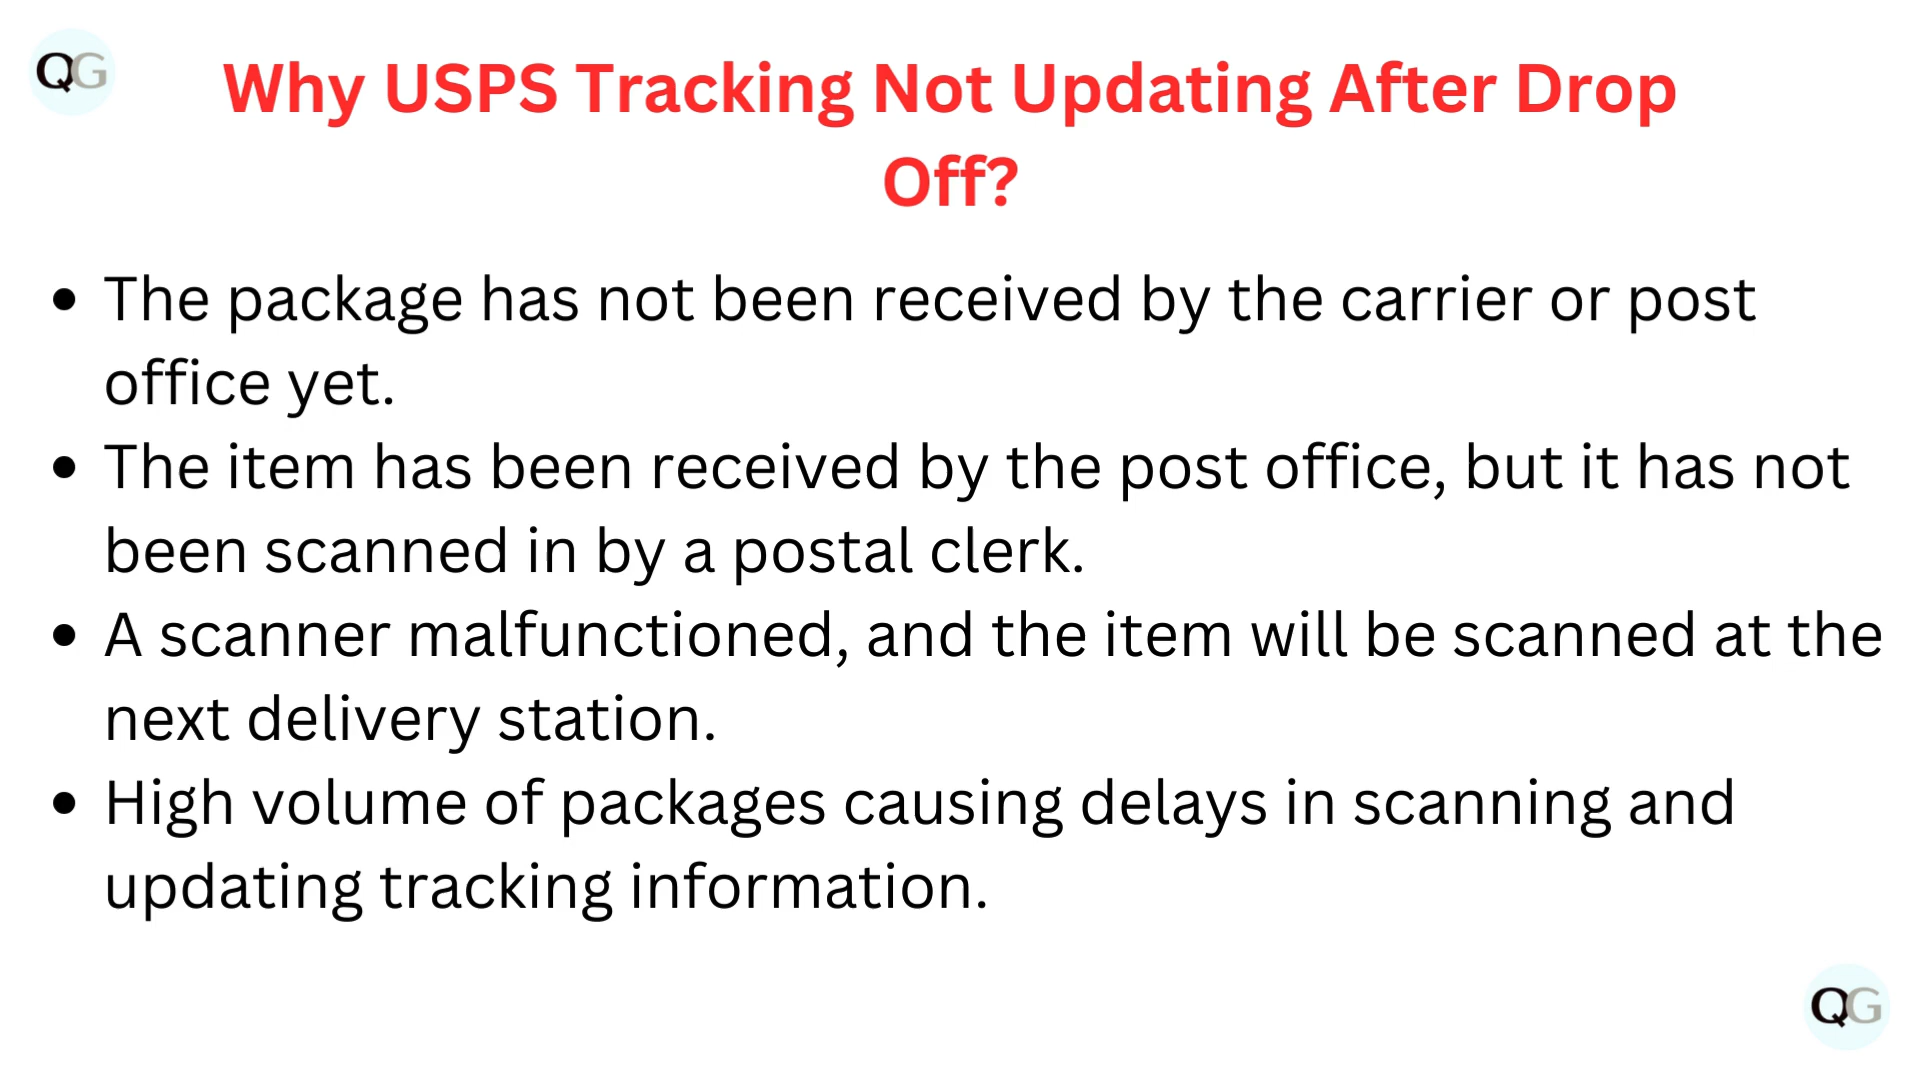 QG
Why USPS Tracking Not Updating After Drop
Off?
• The package has not been received by the carrier or post
office yet.
• The item has been received by the post office, but it has not
been scanned in by a postal clerk.
• A scanner malfunctioned, and the item will be scanned at the
next delivery station.
• High volume of packages causing delays in scanning and
updating tracking information.
QG